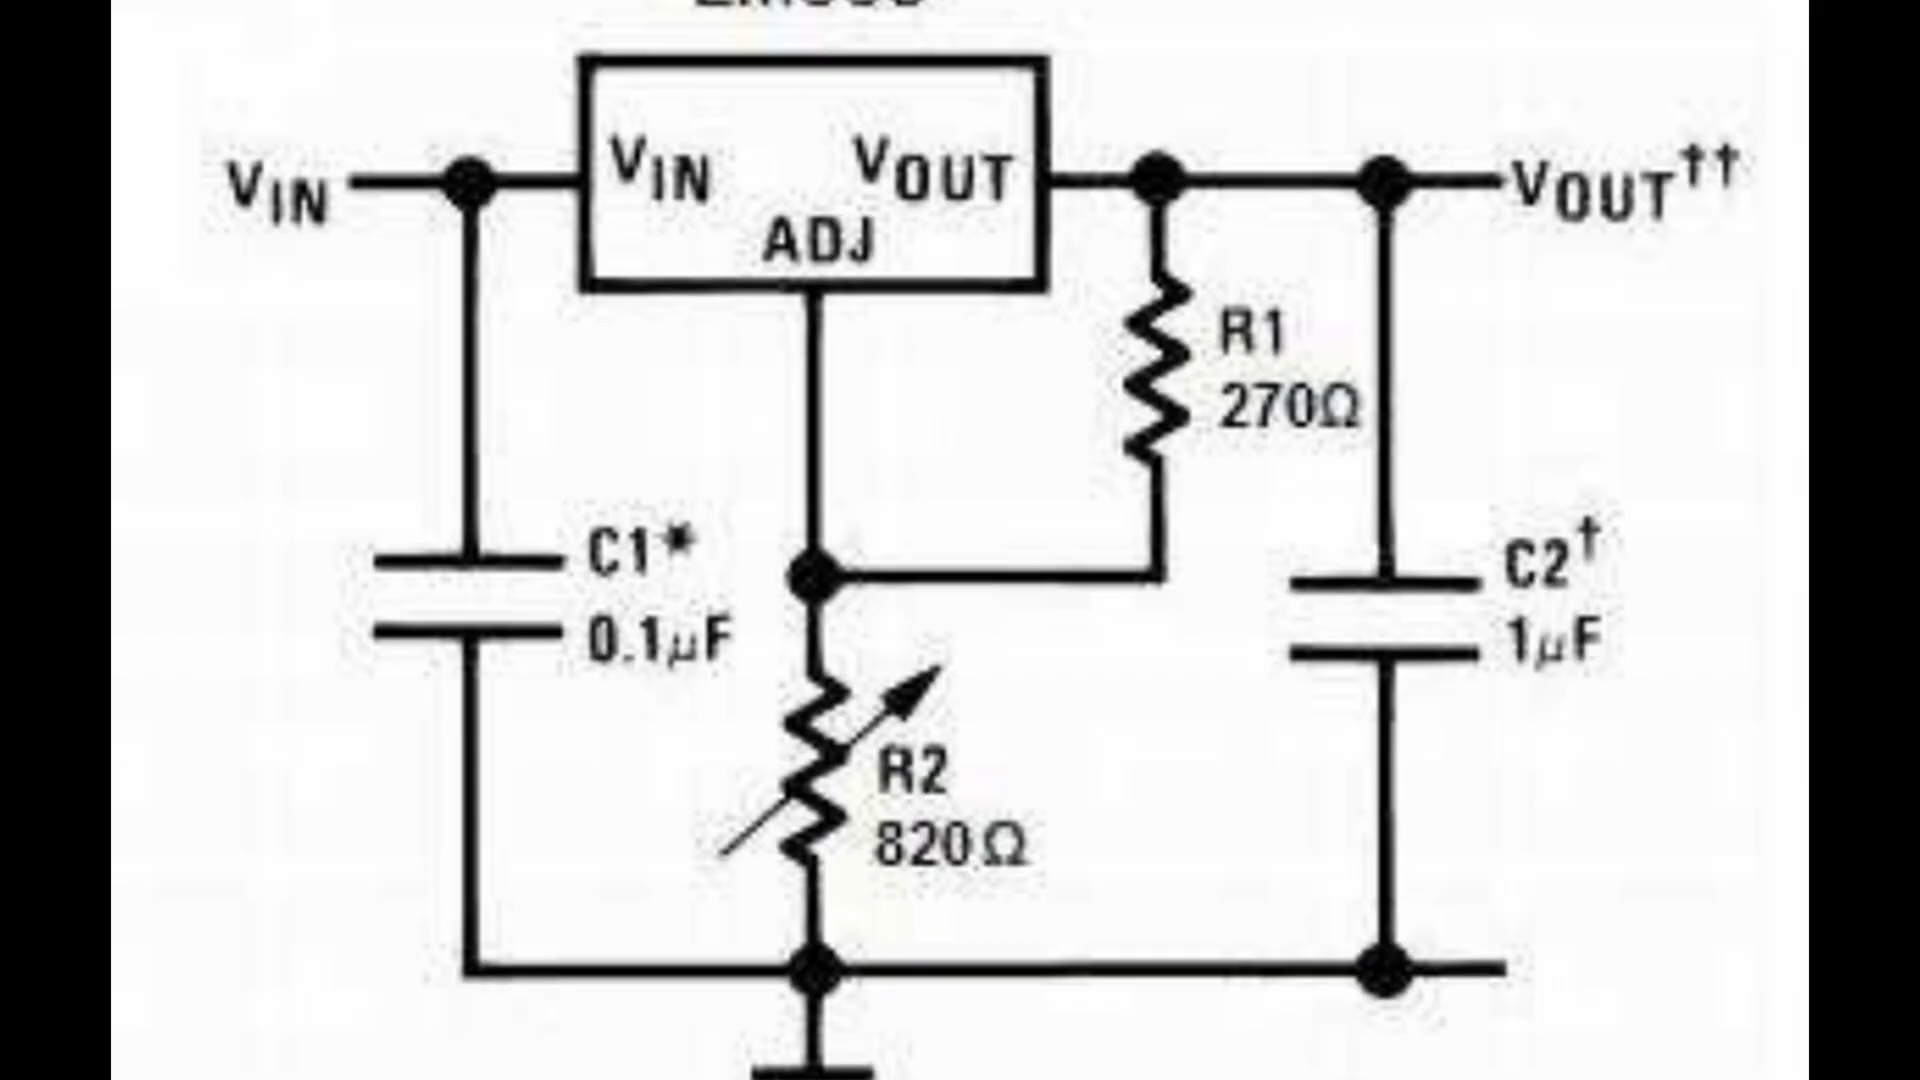 VIN
VIN
VOUT
ADJ
VOUT††
R1
270Ω
C1*
0.1μF
C2†
1μF
R2
820Ω